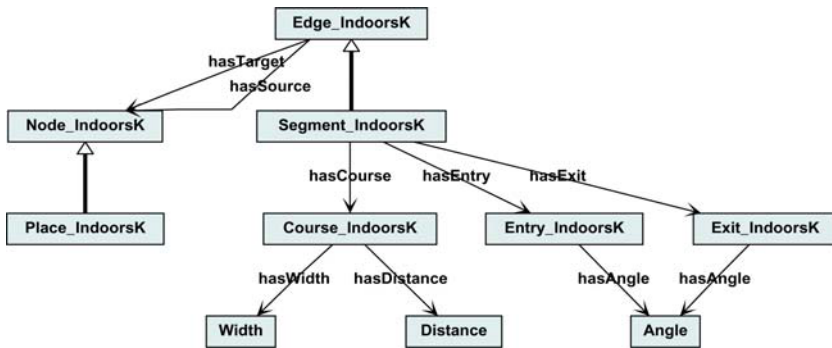 Edge_IndoorsK
hasTarget
hasSource
Node_IndoorsK
Segment_IndoorsK
hasCourse
hasEntry
hasExit
Place_IndoorsK
Course_IndoorsK
Entry_IndoorsK
Exit_IndoorsK
hasWidth
hasDistance
hasAngle
hasAngle
Width
Distance
Angle